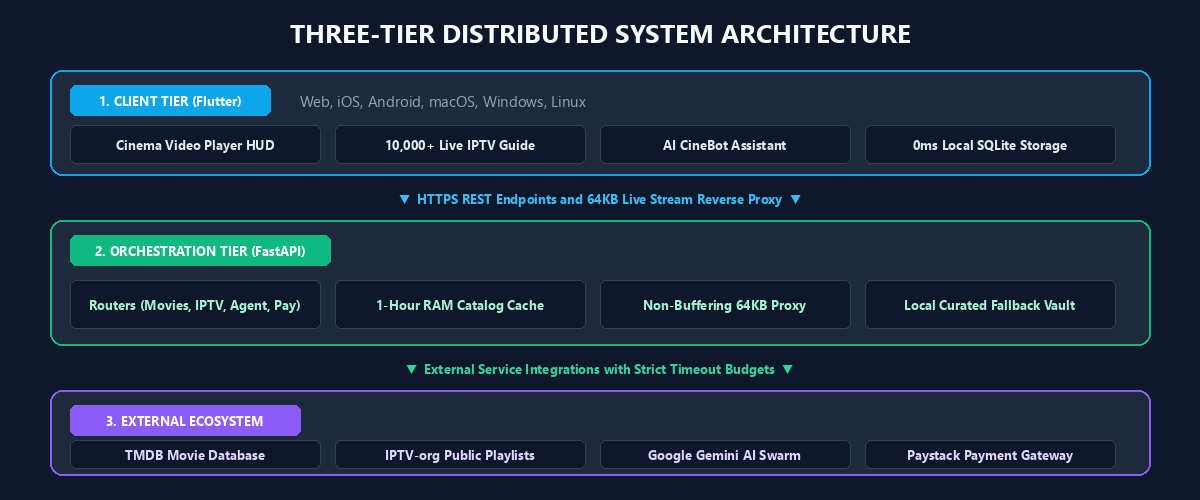 THREE-TIER DISTRIBUTED SYSTEM ARCHITECTURE
1. CLIENT TIER (Flutter)
Web, iOS, Android, macOS, Windows, Linux
Cinema Video Player HUD
10,000+ Live IPTV Guide
AI CineBot Assistant
0ms Local SQLite Storage
▼ HTTPS REST Endpoints and 64KB Live Stream Reverse Proxy ▼
2. ORCHESTRATION TIER (FastAPI)
Routers (Movies, IPTV, Agent, Pay)
1-Hour RAM Catalog Cache
Non-Buffering 64KB Proxy
Local Curated Fallback Vault
▼ External Service Integrations with Strict Timeout Budgets ▼
3. EXTERNAL ECOSYSTEM
TMDB Movie Database
IPTV-org Public Playlists
Google Gemini AI Swarm
Paystack Payment Gateway